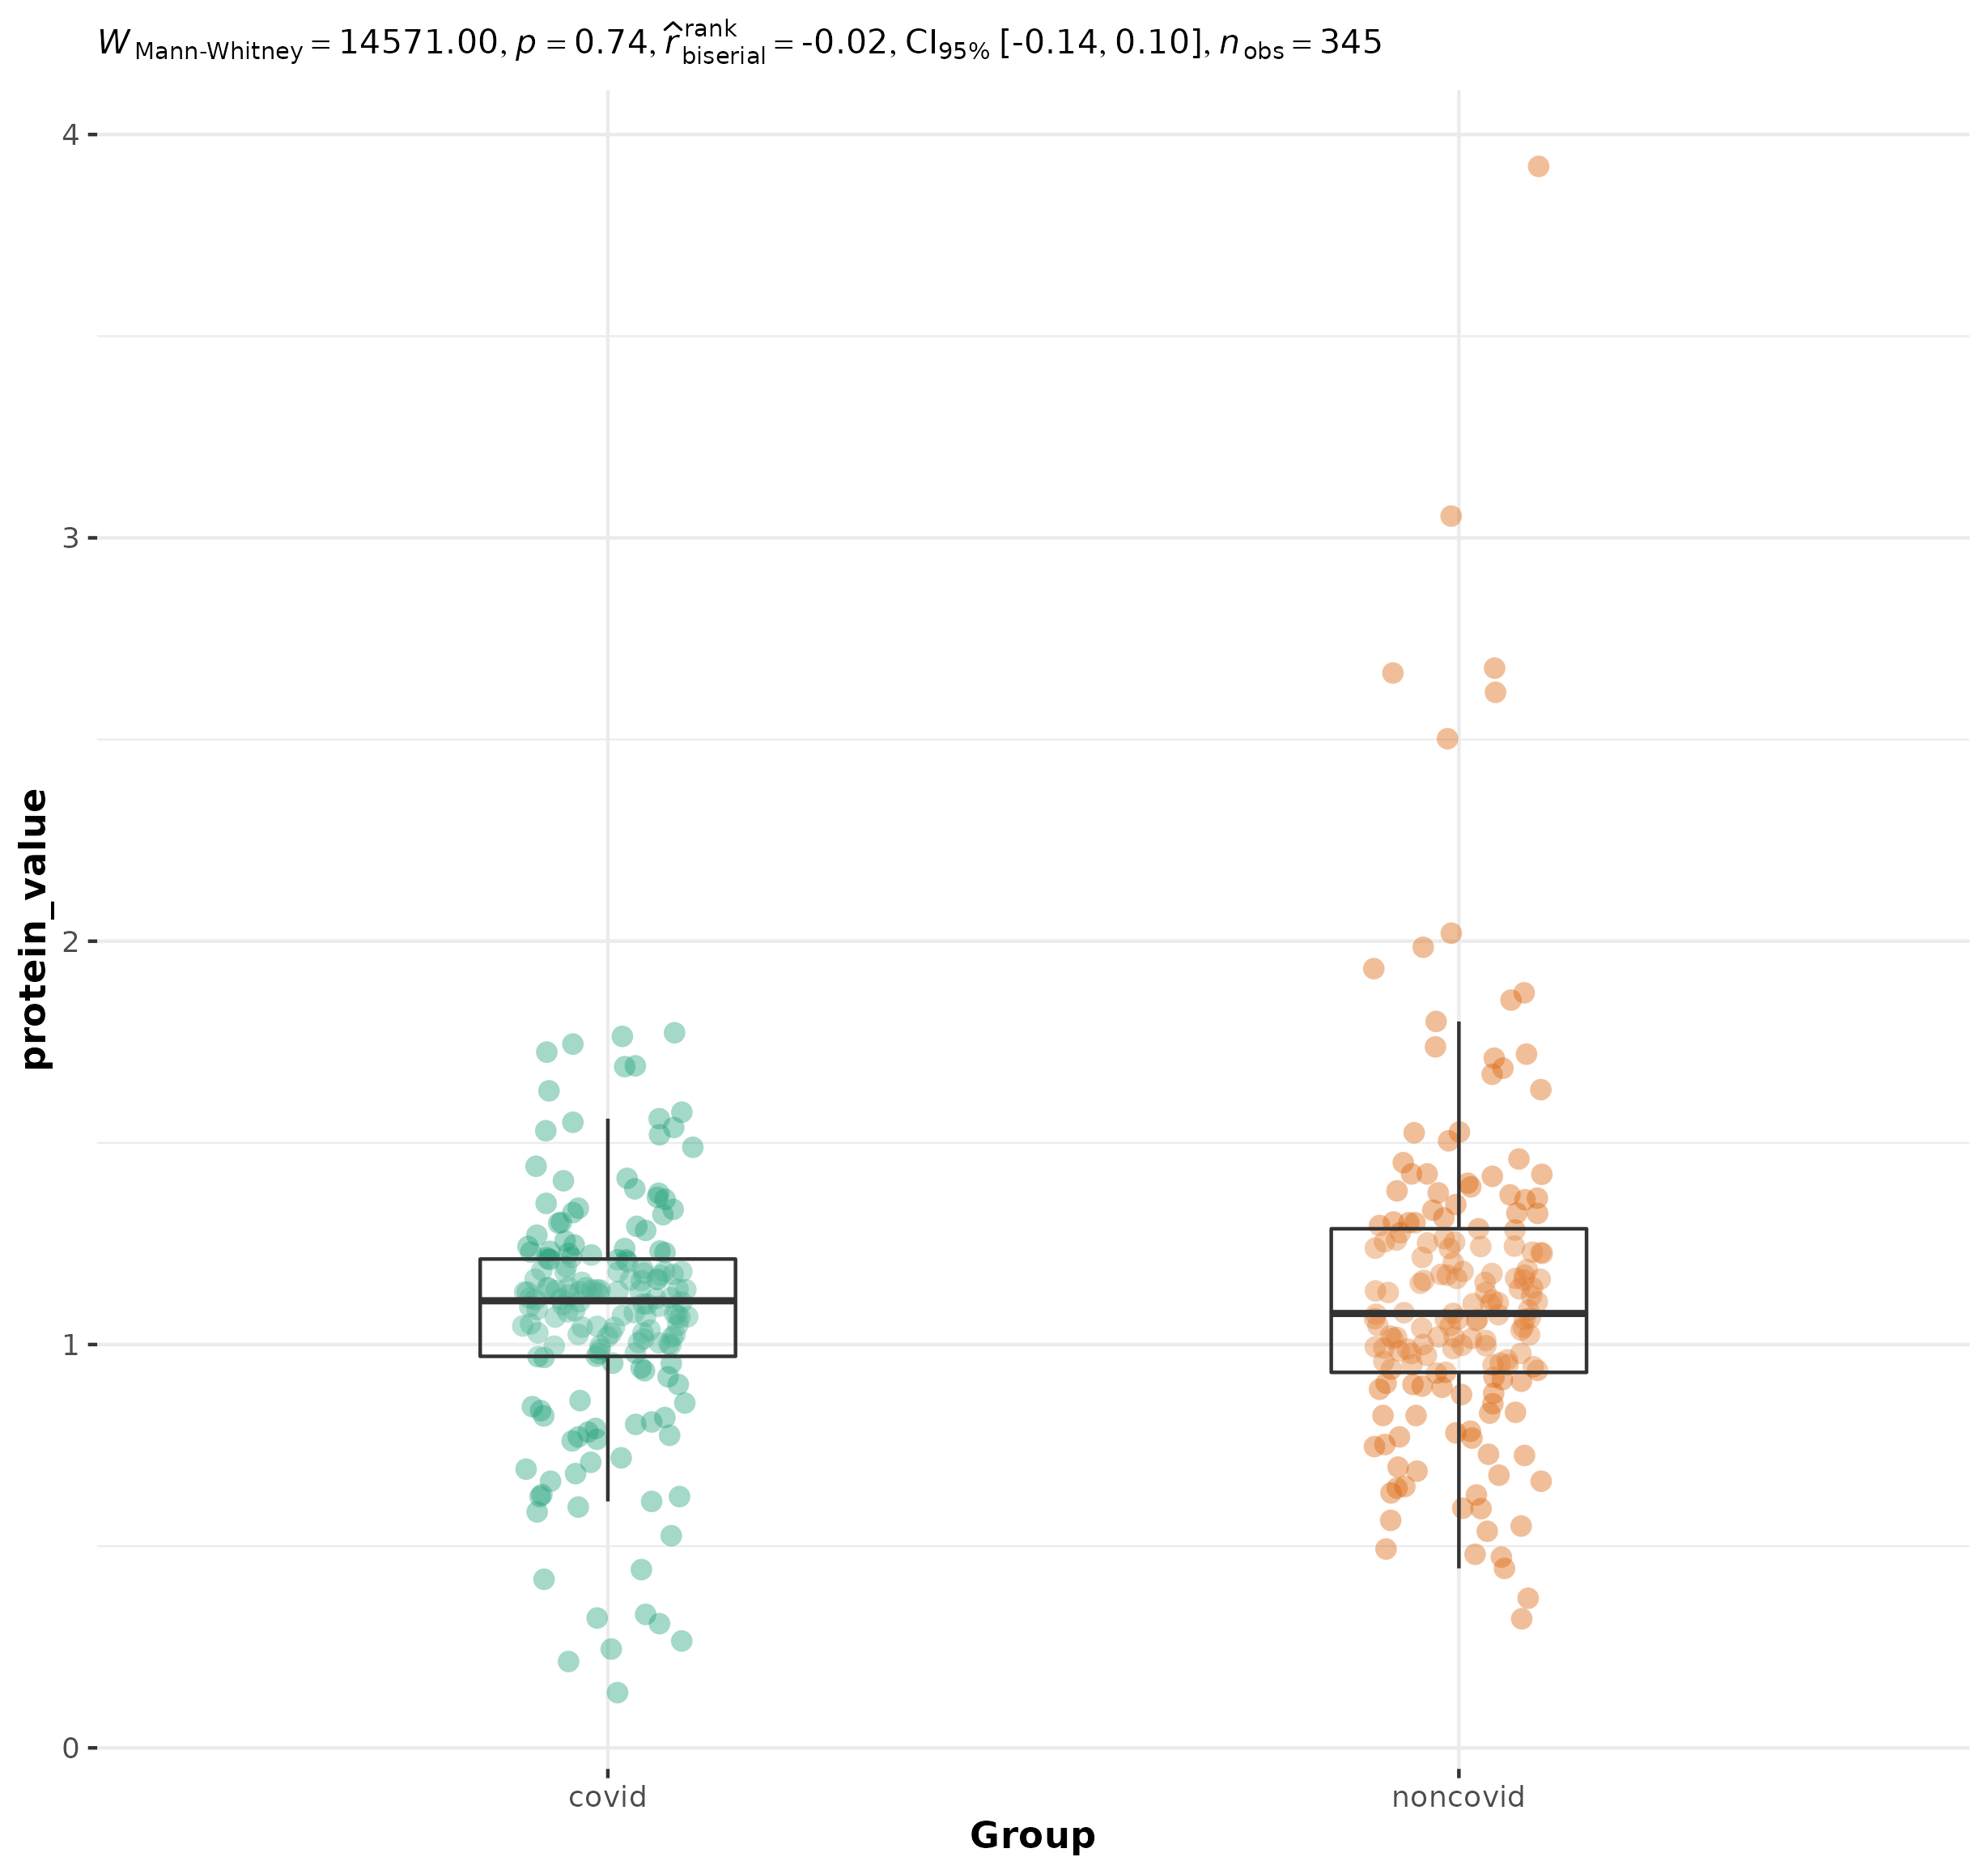 W Mann-Whitney = 14571.00, p = 0.74, r̂ rank biserial = -0.02, CI95% [-0.14, 0.10], n obs = 345
4
3
2
1
0
protein_value
covid noncovid
Group